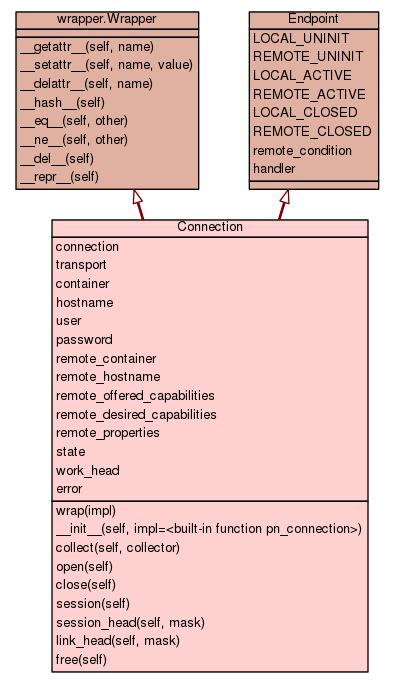 wrapper.Wrapper
__getattr__(self, name)
__setattr__(self, name, value)
__delattr__(self, name)
__hash__(self)
__eq__(self, other)
__ne__(self, other)
__del__(self)
__repr__(self)
Endpoint
LOCAL_UNINIT
REMOTE_UNINIT
LOCAL_ACTIVE
REMOTE_ACTIVE
LOCAL_CLOSED
REMOTE_CLOSED
remote_condition
handler
Connection
connection
transport
container
hostname
user
password
remote_container
remote_hostname
remote_offered_capabilities
remote_desired_capabilities
remote_properties
state
work_head
error
wrap(impl)
__init__(self, impl=<built-in function pn_connection>)
collect(self, collector)
open(self)
close(self)
session(self)
session_head(self, mask)
link_head(self, mask)
free(self)